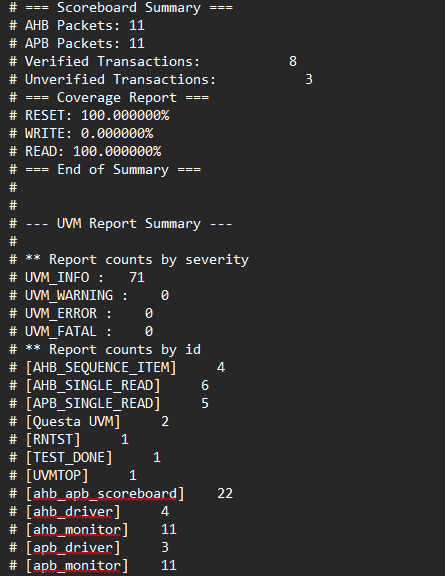 # === Scoreboard Summary ===
# AHB Packets: 11
# APB Packets: 11
# Verified Transactions:           8
# Unverified Transactions:           3
# === Coverage Report ===
# RESET: 100.000000%
# WRITE: 0.000000%
# READ: 100.000000%
# === End of Summary ===
#
#
# --- UVM Report Summary ---
#
# ** Report counts by severity
# UVM_INFO :   71
# UVM_WARNING :    0
# UVM_ERROR :    0
# UVM_FATAL :    0
# ** Report counts by id
# [AHB_SEQUENCE_ITEM]     4
# [AHB_SINGLE_READ]     6
# [APB_SINGLE_READ]     5
# [Questa UVM]     2
# [RNTST]     1
# [TEST_DONE]     1
# [UVMTOP]     1
# [ahb_apb_scoreboard]    22
# [ahb_driver]     4
# [ahb_monitor]    11
# [apb_driver]     3
# [apb_monitor]    11